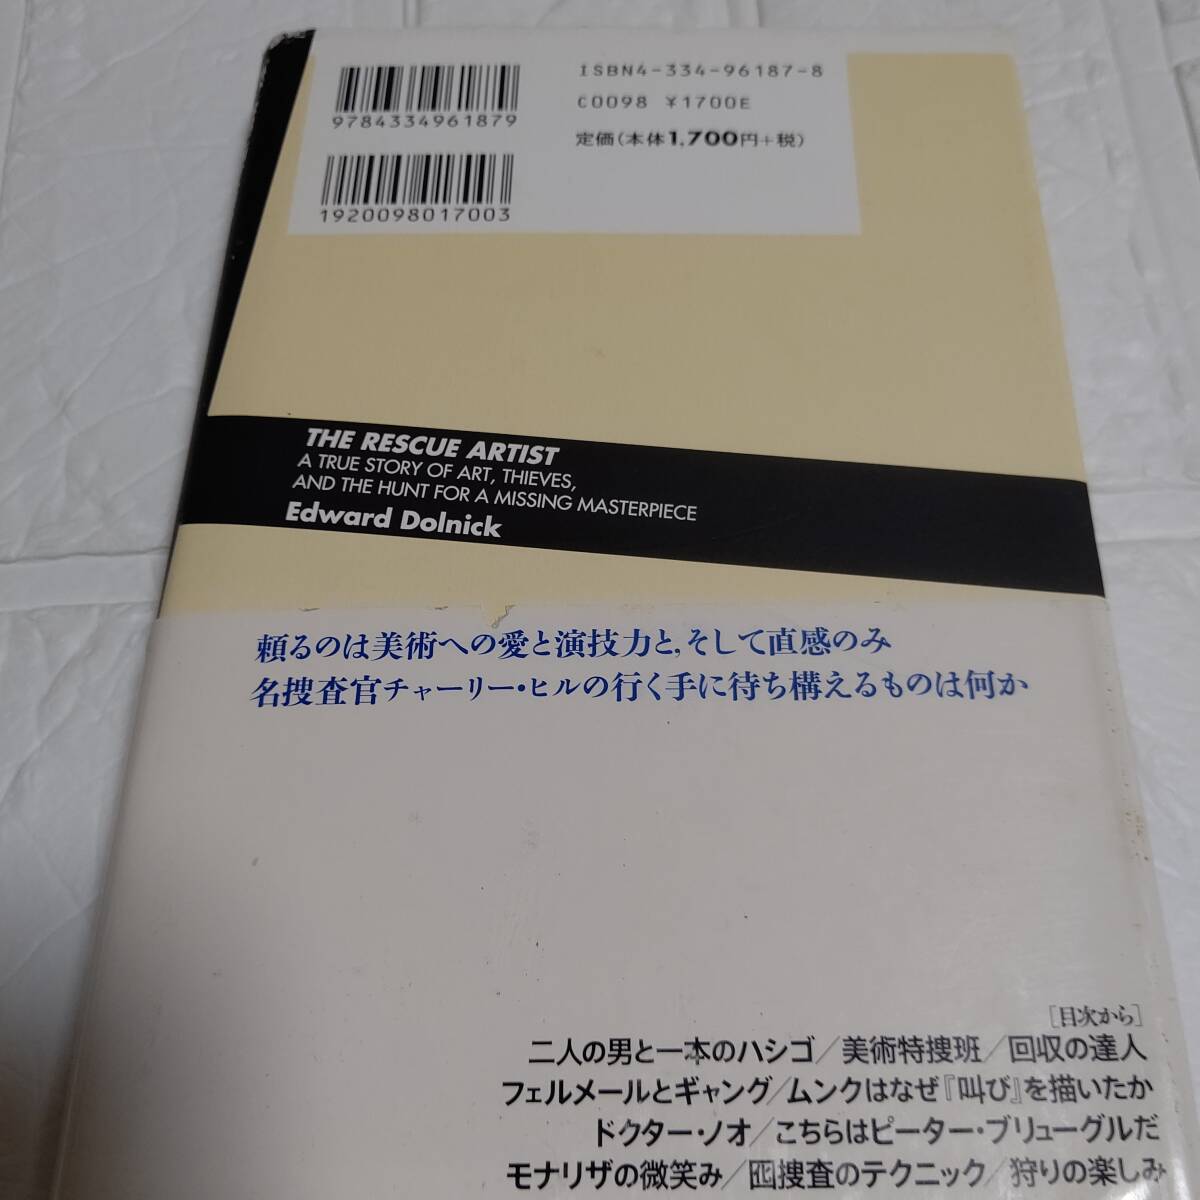 ISBN4-334-96187-8
C0098 ¥1700E
定価(本体1,700円+税)
9784334961879
1920098017003
THE RESCUE ARTIST
A TRUE STORY OF ART, THIEVES,
AND THE HUNT FOR A MISSING MASTERPIECE
Edward Dolnick
頼るのは美術への愛と演技力と,そして直感のみ
名捜査官チャーリー・ヒルの行く手に待ち構えるものは何か
[目次から]
二人の男と一本のハシゴ/美術特捜班/回収の達人
フェルメールとギャング/ムンクはなぜ『叫び』を描いたか
ドクター・ノオ/こちらはピーター・ブリューグルだ
モナリザの微笑み/囮捜査のテクニック/狩りの楽しみ